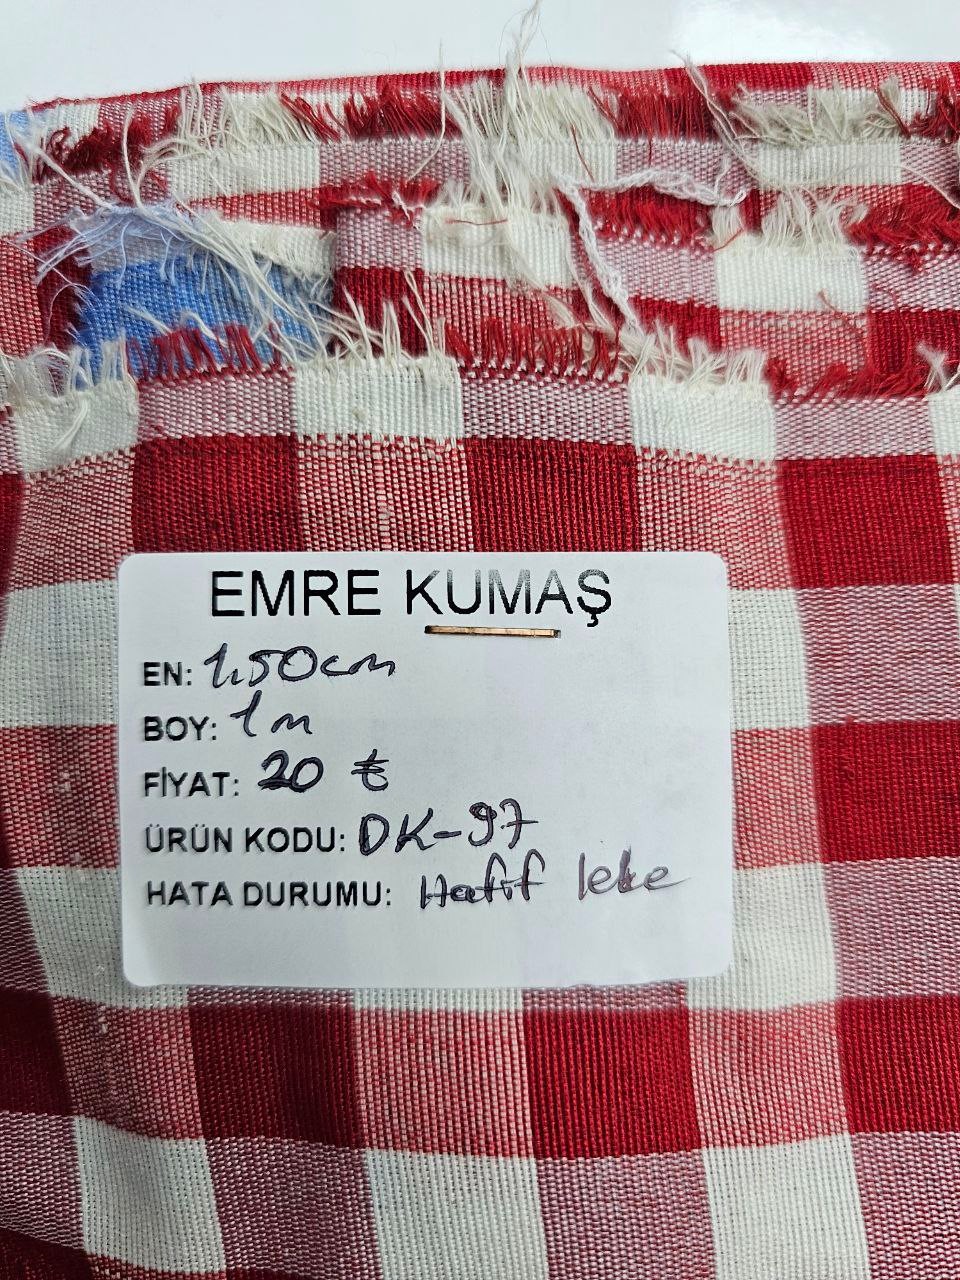 EMRE KUMAŞ
EN: 1,50cm
BOY: 1m
FİYAT: 20 ₺
ÜRÜN KODU: DK-97
HATA DURUMU: Hafif leke